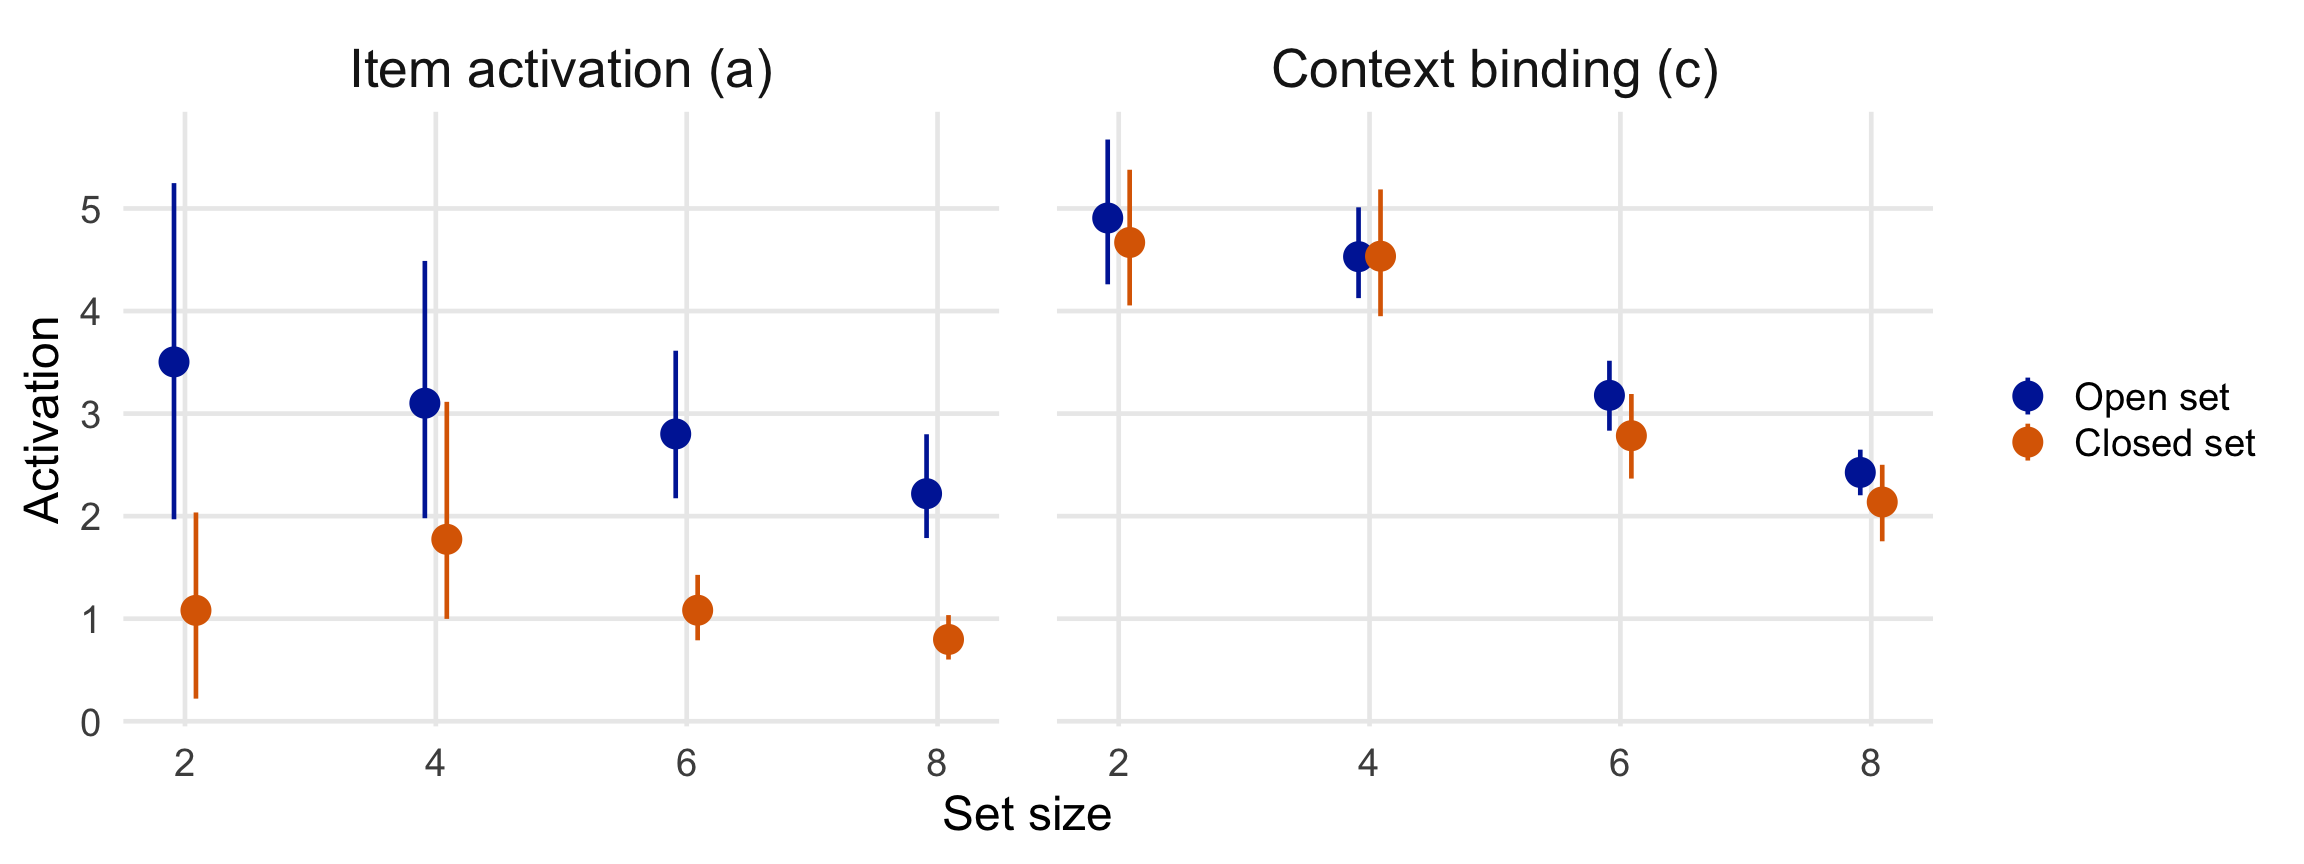 Item activation (a)
Context binding (c)
Activation
5
4
3
2
1
0
2 4 6 8
2 4 6 8
Set size
Open set
Closed set